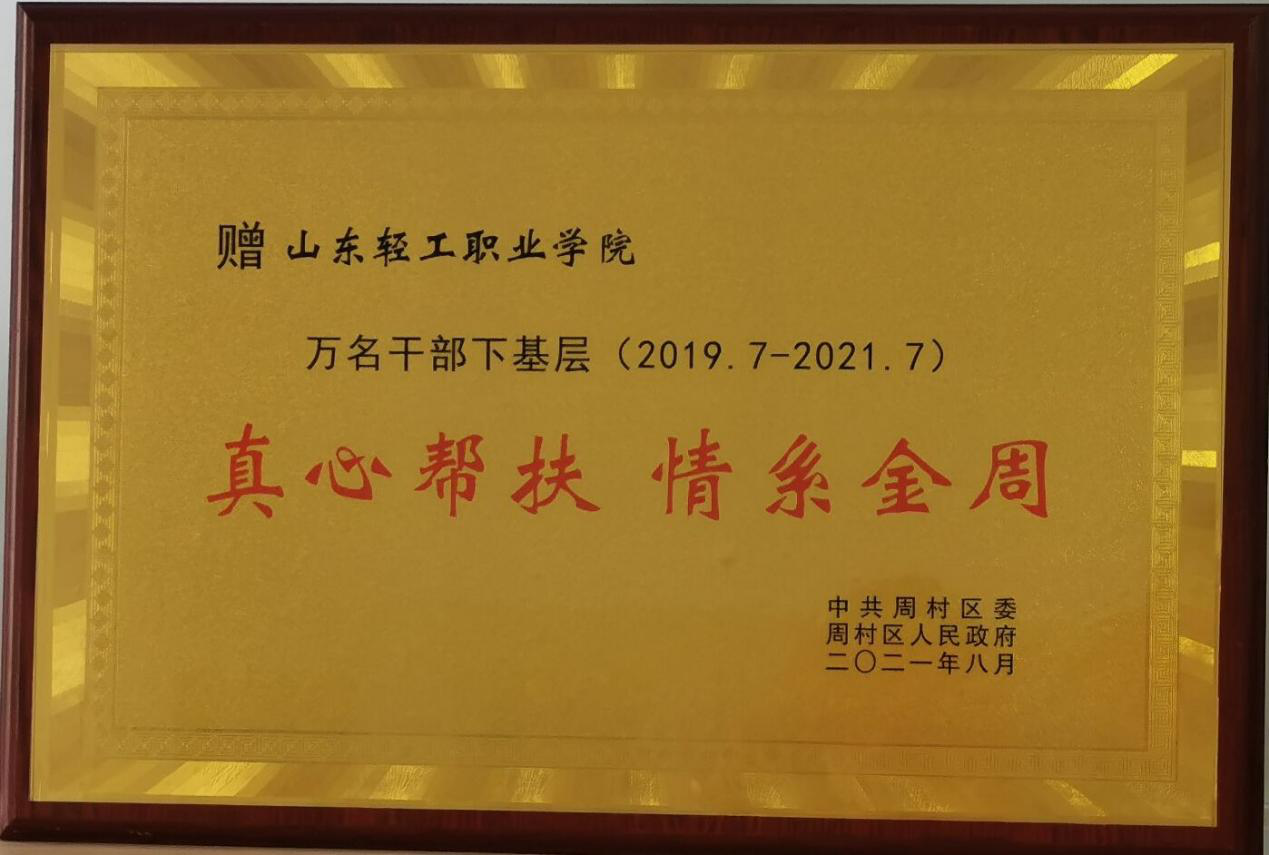 赠 山东轻工职业学院
万名干部下基层（2019.7-2021.7）
真心帮扶 情系金周
中共周村区委
周村区人民政府
二〇二一年八月